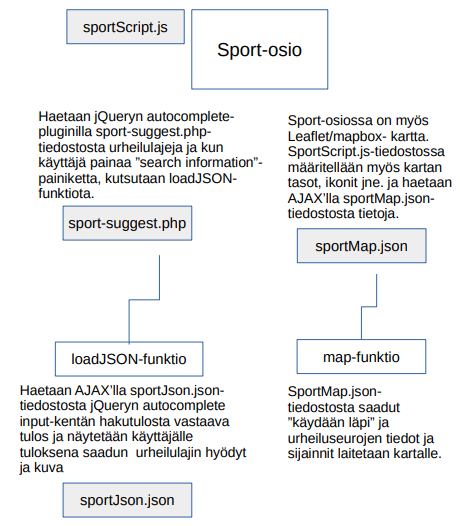 sportScript.js
Sport-osio
Haetaan jQueryn autocomplete-
pluginilla sport-suggest.php-
tiedostosta urheilulajeja ja kun
käyttäjä painaa "search information"-
painiketta, kutsutaan loadJSON-
funktiota.
sport-suggest.php
loadJSON-funktio
Haetaan AJAX'lla sportJson.json-
tiedostosta jQueryn autocomplete
input-kentän hakutulosta vastaava
tulos ja näytetään käyttäjälle
tuloksena saadun urheilulajin hyödyt
ja kuva
sportJson.json
Sport-osiossa on myös
Leaflet/mapbox- kartta.
SportScript.js-tiedostossa
määritellään myös kartan
tasot, ikonit jne. ja haetaan
AJAX'lla sportMap.json-
tiedostosta tietoja.
sportMap.json
map-funktio
SportMap.json-
tiedostosta saadut
"käydään läpi" ja
urheiluseurojen tiedot ja
sijainnit laitetaan kartalle.